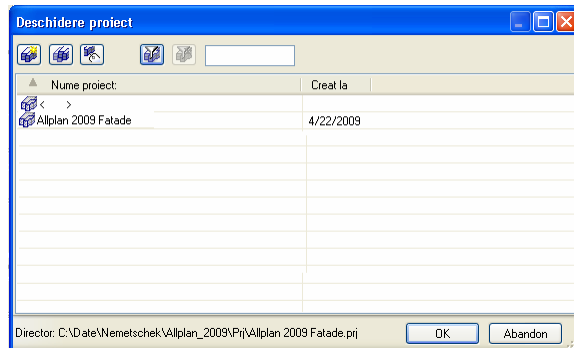 Deschidere proiect
Nume proiect: Creat la
< >
Allplan 2009 Fatade 4/22/2009
Director: C:\Date\Nemetschek\Allplan_2009\Prj\Allplan 2009 Fatade.prj OK Abandon